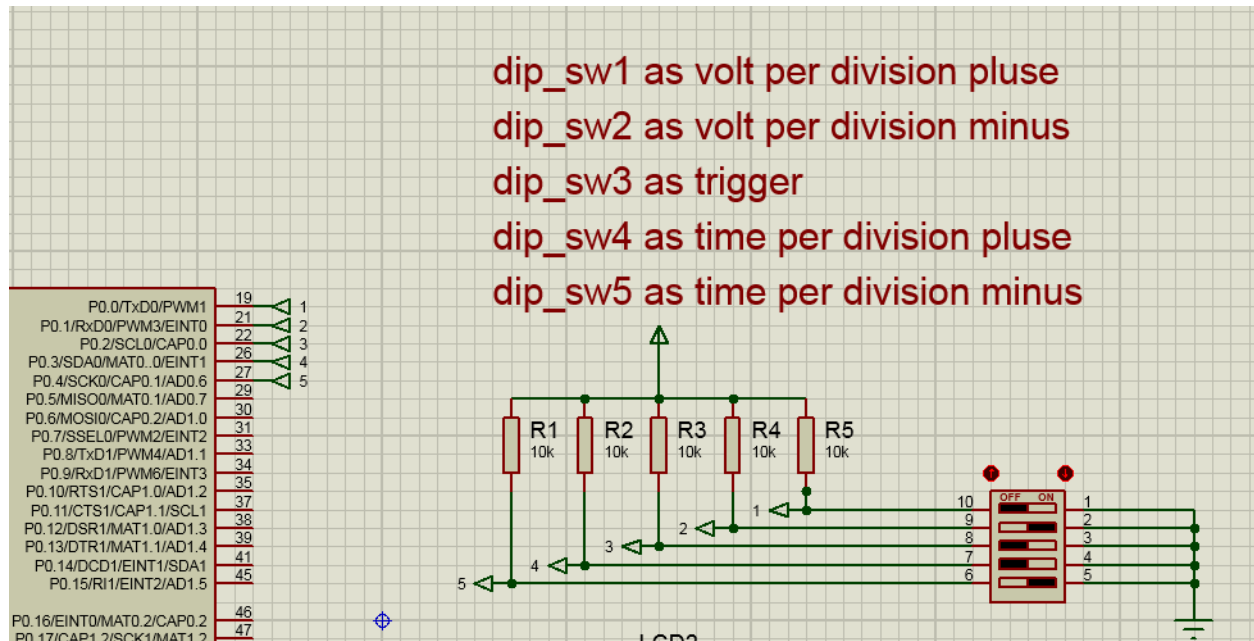 dip_sw1 as volt per division pluse
dip_sw2 as volt per division minus
dip_sw3 as trigger
dip_sw4 as time per division pluse
dip_sw5 as time per division minus
P0.0/TxD0/PWM1 19 1
P0.1/RxD0/PWM3/EINT0 21 2
P0.2/SCL0/CAP0.0 22 3
P0.3/SDA0/MAT0..0/EINT1 26 4
P0.4/SCK0/CAP0.1/AD0.6 27 5
P0.5/MISO0/MAT0.1/AD0.7 29
P0.6/MOSI0/CAP0.2/AD1.0 30
P0.7/SSEL0/PWM2/EINT2 31
P0.8/TxD1/PWM4/AD1.1 33
P0.9/RxD1/PWM6/EINT3 34
P0.10/RTS1/CAP1.0/AD1.2 35
P0.11/CTS1/CAP1.1/SCL1 37
P0.12/DSR1/MAT1.0/AD1.3 38
P0.13/DTR1/MAT1.1/AD1.4 39
P0.14/DCD1/EINT1/SDA1 41
P0.15/RI1/EINT2/AD1.5 45
P0.16/EINT0/MAT0.2/CAP0.2 46
P0.17/CAP1.2/SCK1/MAT1.2 47
R1 R2 R3 R4 R5
10k 10k 10k 10k 10k
OFF ON
1 10 1
2 9 2
3 8 3
4 7 4
5 6 5
LCD2